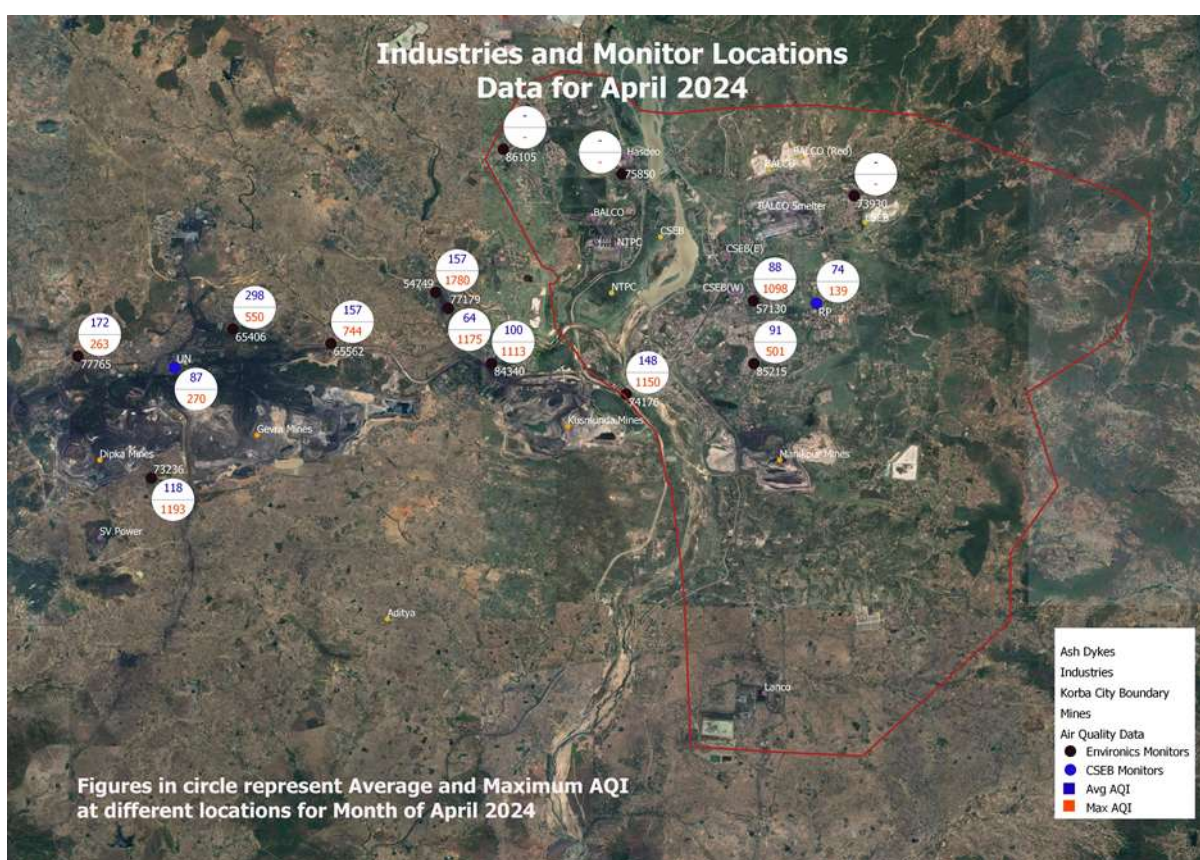 Industries and Monitor Locations
Data for April 2024
-
-
86105
-
-
Hasdeo
75850
BALCO (Red)
BALCO
-
-
73930
CSEB
BALCO Smelter
BALCO
NTPC
CSEB
CSEB(E)
NTPC
CSEB(W)
88
1098
57130
74
139
RP
91
501
85215
157
1780
54749
77179
64
1175
100
1113
84340
298
550
65406
157
744
65562
172
263
77765
UN
87
270
148
1150
74176
Kusmunda Mines
Gevra Mines
Dipka Mines
Manikpur Mines
73236
118
1193
SV Power
Aditya
Lanco
Ash Dykes
Industries
Korba City Boundary
Mines
Air Quality Data
Environics Monitors
CSEB Monitors
Avg AQI
Max AQI
Figures in circle represent Average and Maximum AQI
at different locations for Month of April 2024